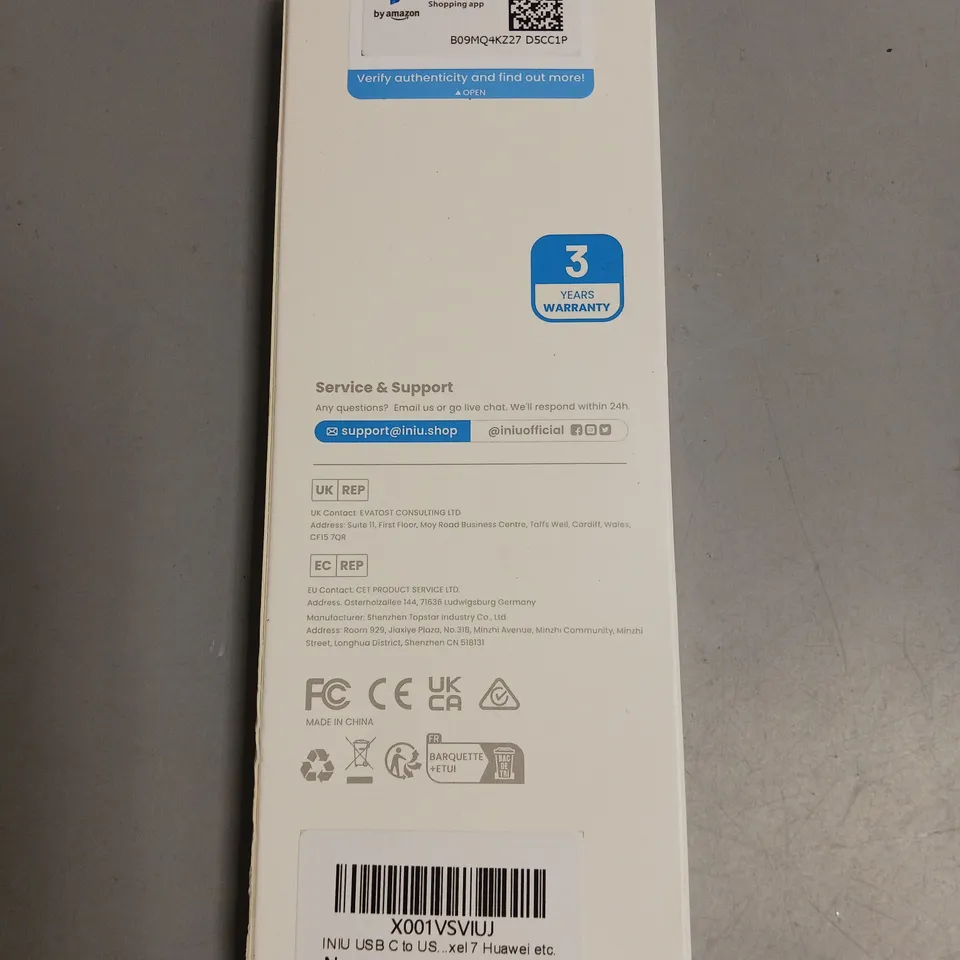 by amazon
Shopping app
B09MQ4KZ27 D5CC1P
Verify authenticity and find out more!
▲ OPEN
3
YEARS
WARRANTY
Service & Support
Any questons? Email us or go live chat. We'll respond within 24h.
support@iniu.shop
@iniuofficial
UK REP
UK Contact: EVATOST CONSULTING LTD
Address: Suite 11, First Floor, Moy Road Business Centre, Taffs Well, Cardiff, Wales,
CF15 7QR
EC REP
EU Contact: CET PRODUCT SERVICE LTD.
Address: Osterholzallee 144, 71636 Ludwigsburg Germany
Manufacturer: Shenzhen Topstar Industry Co., Ltd.
Address: Room 929, Jiaxiye Plaza, No.318, Minzhi Avenue, Minzhi Community, Minzhi
Street, Longhua District, Shenzhen CN 518131
FC CE UK
CA
MADE IN CHINA
FR
BARQUETTE
+ETUI
BAC
DE
TRI
X001VSVIUJ
INIU USB C to US...xel 7 Huawei etc.